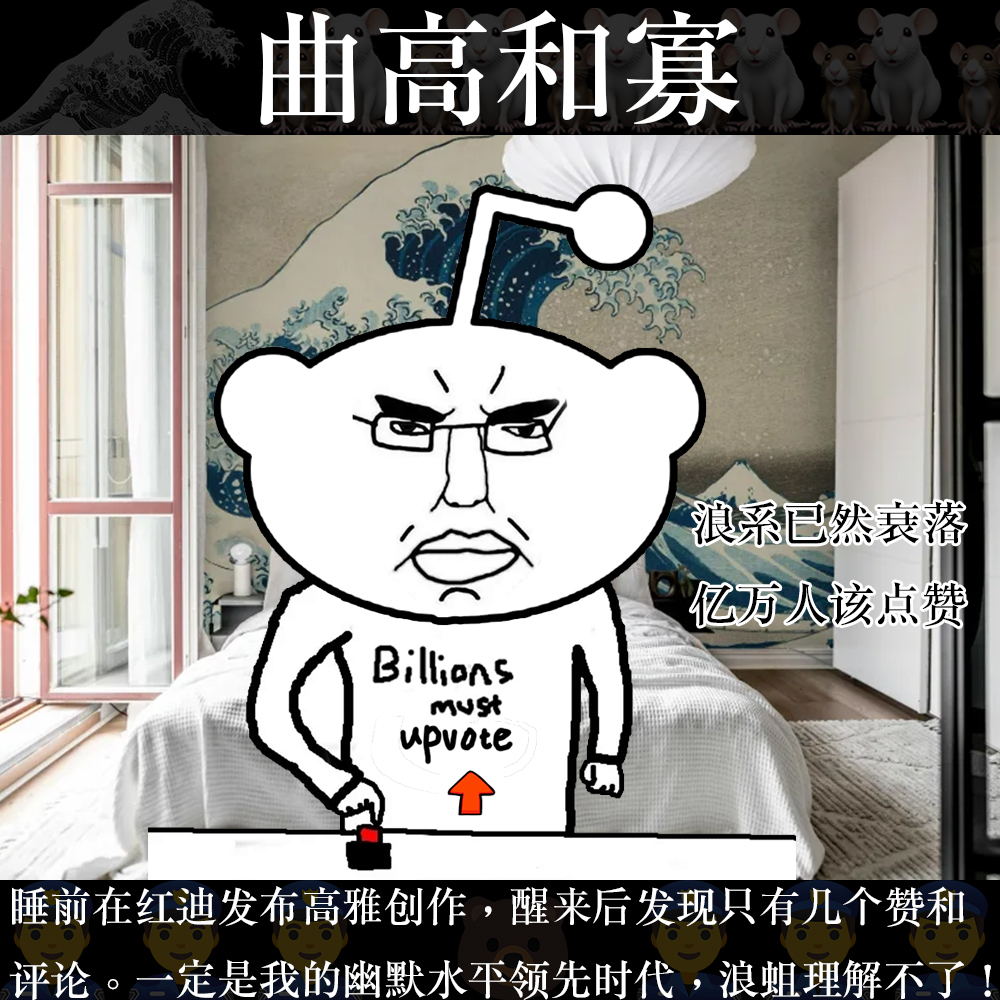 曲高和寡
浪系已然衰落
亿万人该点赞
Billions
must
upvote
睡前在红迪发布高雅创作，醒来后发现只有几个赞和
评论。一定是我的幽默水平领先时代，浪蛆理解不了！